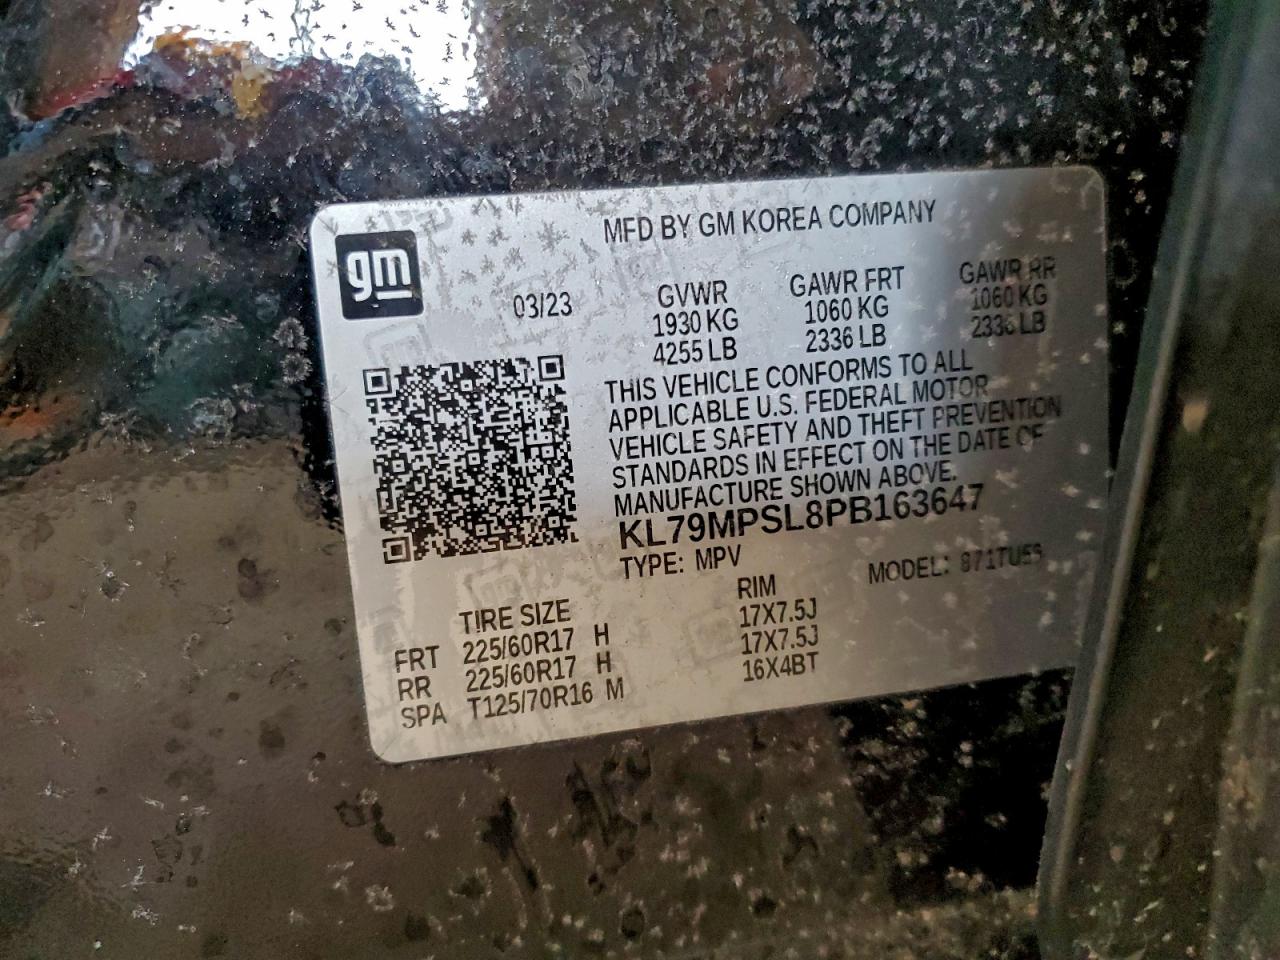 gm
MFD BY GM KOREA COMPANY
03/23
GVWR GAWR FRT GAWR RR
1930 KG 1060 KG 1060 KG
4255 LB 2336 LB 2336 LB
THIS VEHICLE CONFORMS TO ALL
APPLICABLE U.S. FEDERAL MOTOR
VEHICLE SAFETY AND THEFT PREVENTION
STANDARDS IN EFFECT ON THE DATE OF
MANUFACTURE SHOWN ABOVE.
KL79MPSL8PB163647
TYPE: MPV MODEL:
TIRE SIZE RIM
FRT 225/60R17 H 17X7.5J
RR 225/60R17 H 17X7.5J
SPA T125/70R16 M 16X4BT